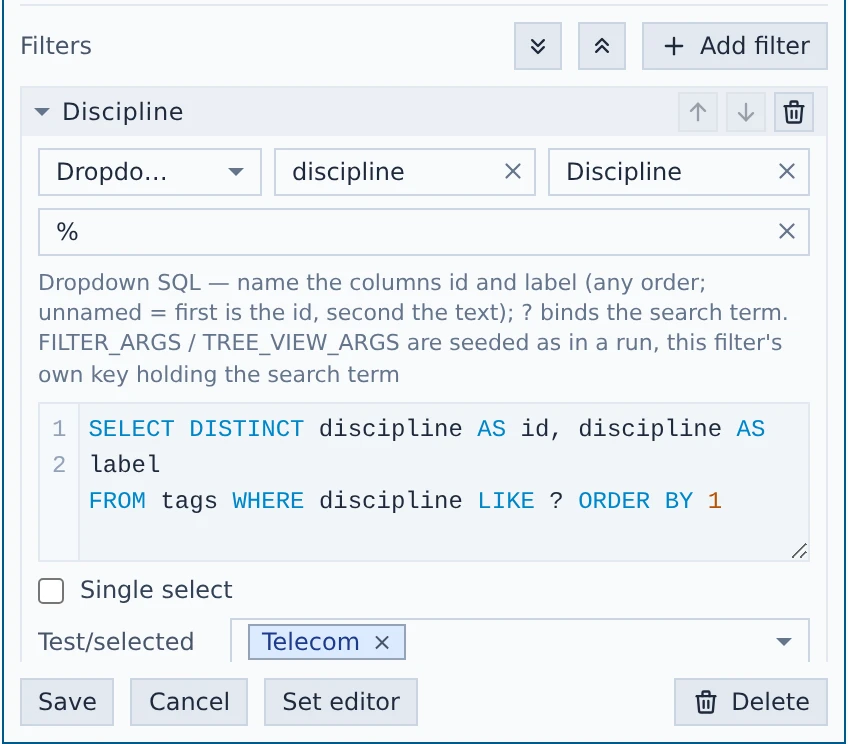 Filters
Add filter
Discipline
Dropdo...
discipline
Discipline
%
Dropdown SQL — name the columns id and label (any order;
unnamed = first is the id, second the text); ? binds the search term.
FILTER_ARGS / TREE_VIEW_ARGS are seeded as in a run, this filter's
own key holding the search term
1 SELECT DISTINCT discipline AS id, discipline AS
2 label
FROM tags WHERE discipline LIKE ? ORDER BY 1
Single select
Test/selected
Telecom
Save
Cancel
Set editor
Delete